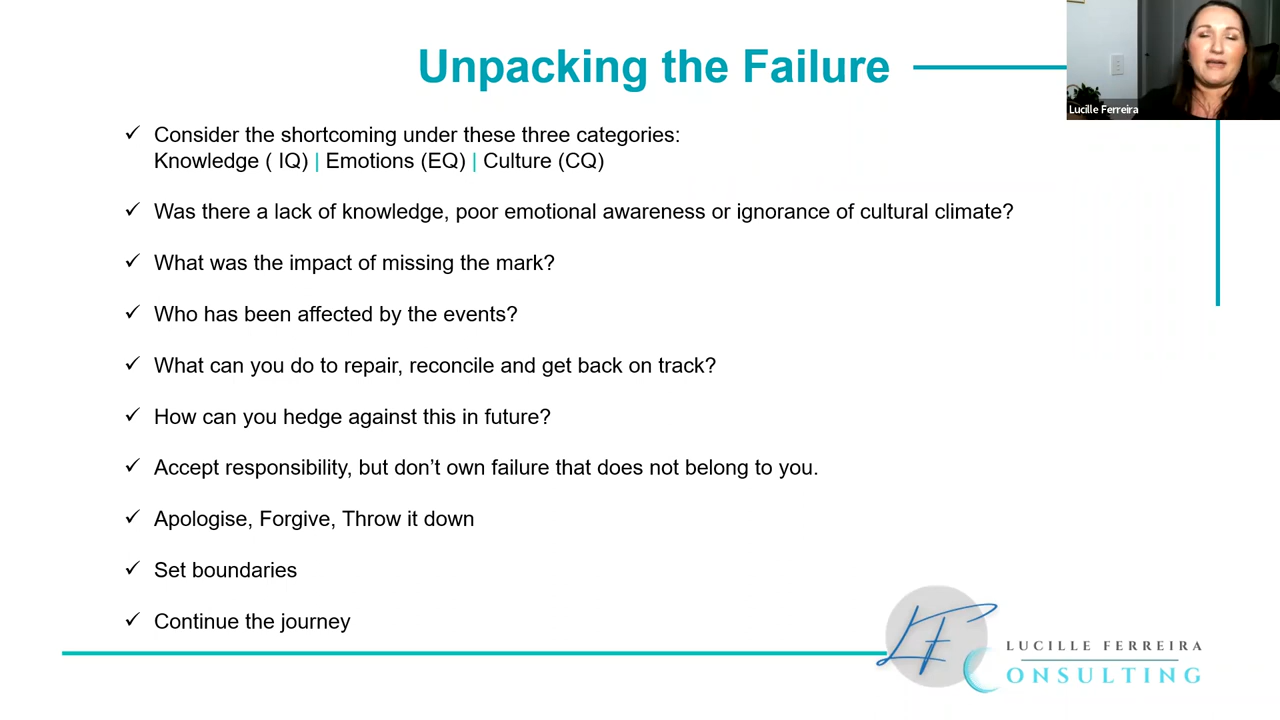 Unpacking the Failure
Lucille Ferreira
✓ Consider the shortcoming under these three categories:
Knowledge ( IQ) | Emotions (EQ) | Culture (CQ)
✓ Was there a lack of knowledge, poor emotional awareness or ignorance of cultural climate?
✓ What was the impact of missing the mark?
✓ Who has been affected by the events?
✓ What can you do to repair, reconcile and get back on track?
✓ How can you hedge against this in future?
✓ Accept responsibility, but don’t own failure that does not belong to you.
✓ Apologise, Forgive, Throw it down
✓ Set boundaries
✓ Continue the journey
LF
LUCILLE FERREIRA
CONSULTING